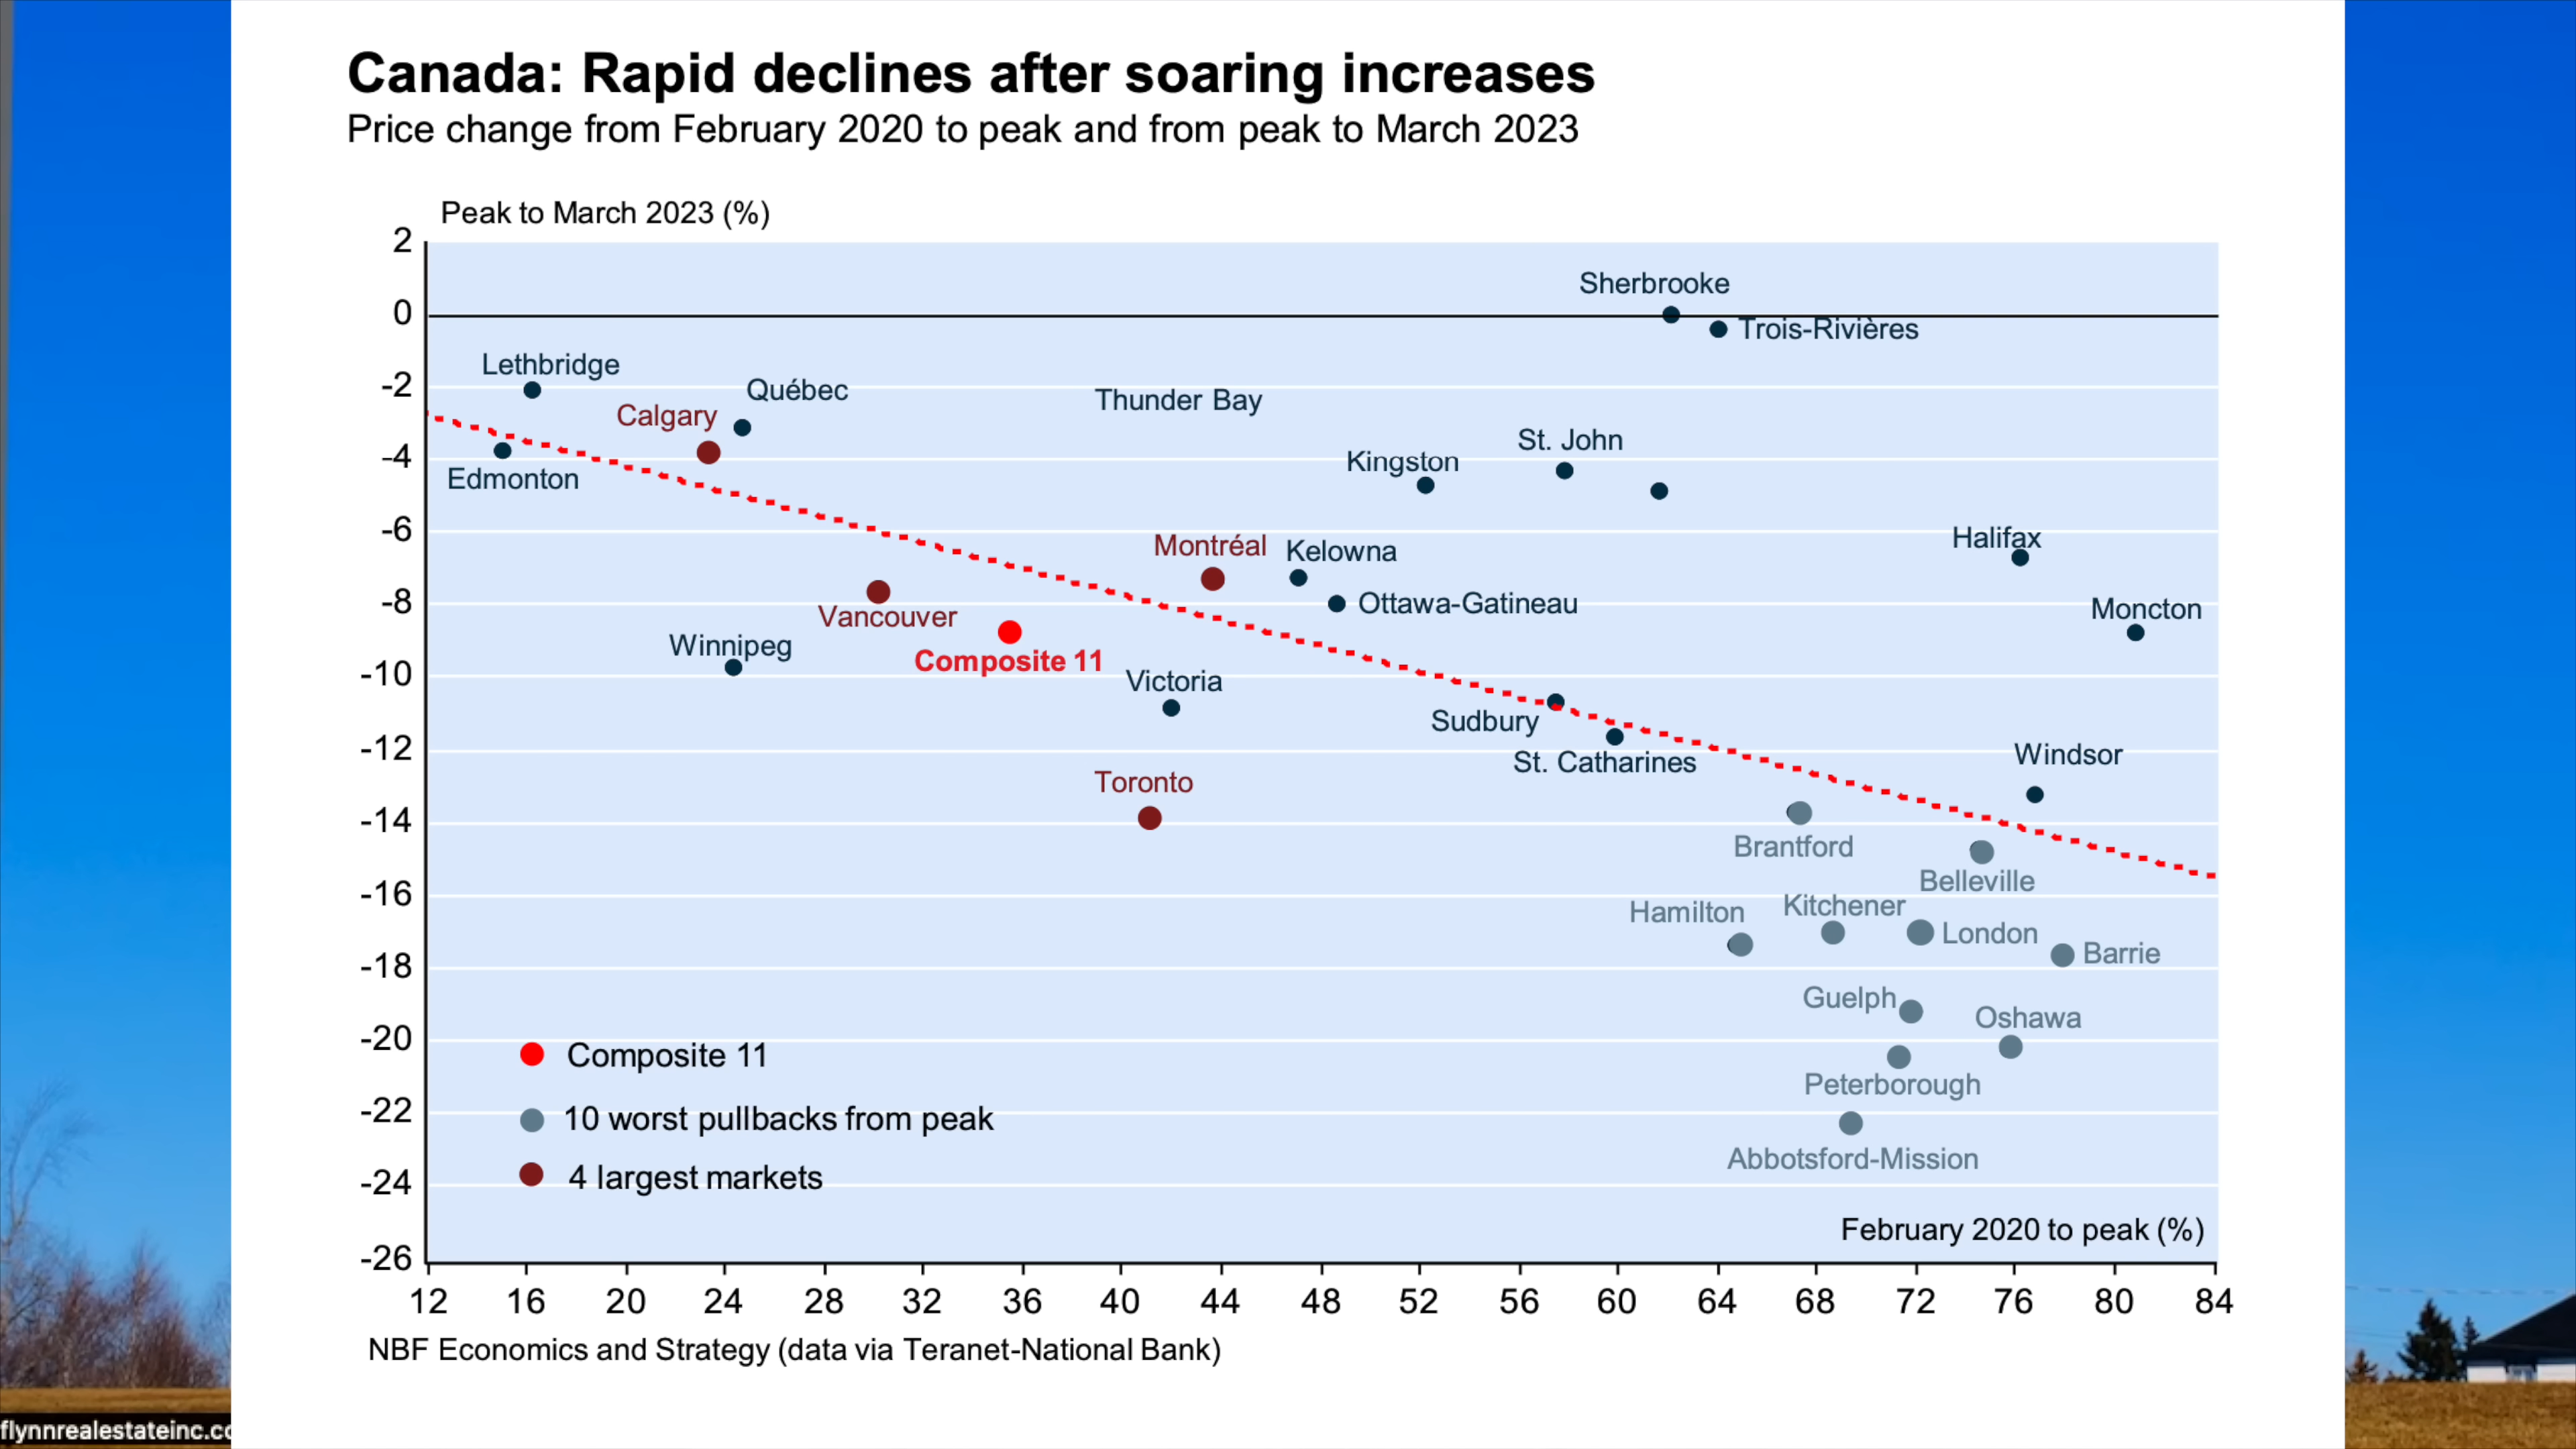 Canada: Rapid declines after soaring increases
Price change from February 2020 to peak and from peak to March 2023
Peak to March 2023 (%)
2
0
-2
-4
-6
-8
-10
-12
-14
-16
-18
-20
-22
-24
-26
Sherbrooke
Trois-Rivières
Lethbridge
Québec
Thunder Bay
Calgary
St. John
Kingston
Edmonton
Halifax
Montréal
Kelowna
Ottawa-Gatineau
Moncton
Vancouver
Winnipeg
Composite 11
Victoria
Sudbury
Windsor
St. Catharines
Toronto
Brantford
Belleville
Kitchener
Hamilton
London
Barrie
Guelph
Oshawa
Peterborough
Abbotsford-Mission
Composite 11
10 worst pullbacks from peak
4 largest markets
February 2020 to peak (%)
12 16 20 24 28 32 36 40 44 48 52 56 60 64 68 72 76 80 84
NBF Economics and Strategy (data via Teranet-National Bank)
flynnrealestateinc.c